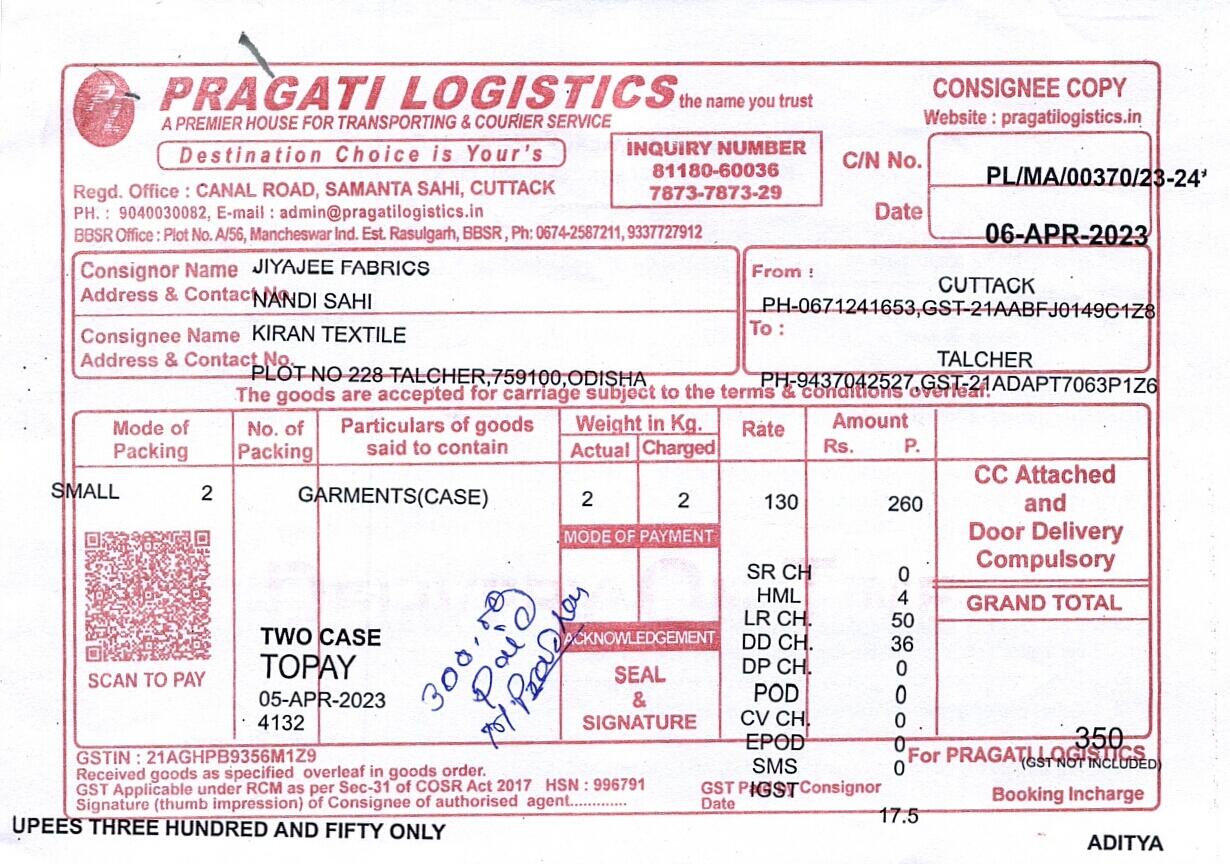 PRAGATI LOGISTICS the name you trust
A PREMIER HOUSE FOR TRANSPORTING & COURIER SERVICE
Destination Choice is Your's
Regd. Office : CANAL ROAD, SAMANTA SAHI, CUTTACK
PH. : 9040030082, E-mail : admin@pragatilogistics.in
BBSR Office : Plot No. A/56, Mancheswar Ind. Est. Rasulgarh, BBSR , Ph: 0674-2587211, 9337727912
INQUIRY NUMBER
81180-60036
7873-7873-29
CONSIGNEE COPY
Website : pragatilogistics.in
C/N No. PL/MA/00370/23-24
Date 06-APR-2023
Consignor Name JIYAJEE FABRICS
Address & Contact No. NANDI SAHI
Consignee Name KIRAN TEXTILE
Address & Contact No. PLOT NO 228 TALCHER,759100,ODISHA
From : CUTTACK
PH-0671241653,GST-21AABFJ0149C1Z8
To : TALCHER
PH-9437042527,GST-21ADAPT7063P1Z6
The goods are accepted for carriage subject to the terms & conditions overleaf.
Mode of Packing No. of Packing Particulars of goods said to contain Weight in Kg. Actual Charged Rate Amount Rs. P.
SMALL 2 GARMENTS(CASE) 2 2 130 260
CC Attached
and
Door Delivery
Compulsory
GRAND TOTAL
MODE OF PAYMENT
SR CH 0
HML 4
LR CH. 50
DD CH. 36
DP CH. 0
POD 0
CV CH. 0
EPOD 0
SMS 0
IGST 17.5
SCAN TO PAY
TWO CASE
TOPAY
05-APR-2023
4132
Paid
ACKNOWLEDGEMENT
SEAL
&
SIGNATURE
350
(GST NOT INCLUDED)
For PRAGATI LOGISTICS
Booking Incharge
GSTIN : 21AGHPB9356M1Z9
Received goods as specified overleaf in goods order.
GST Applicable under RCM as per Sec-31 of COSR Act 2017 HSN : 996791
Signature (thumb impression) of Consignee of authorised agent.............
GST Paid by Consignor
Date
UPEES THREE HUNDRED AND FIFTY ONLY
ADITYA